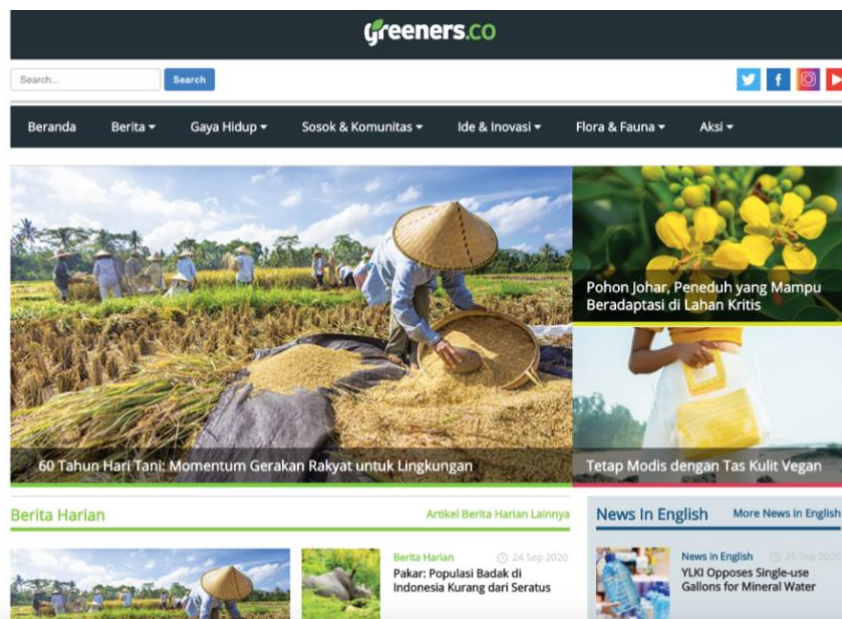 greeners.co
Search...
Search
Beranda
Berita
Gaya Hidup
Sosok & Komunitas
Ide & Inovasi
Flora & Fauna
Aksi
60 Tahun Hari Tani: Momentum Gerakan Rakyat untuk Lingkungan
Pohon Johar, Peneduh yang Mampu
Beradaptasi di Lahan Kritis
Tetap Modis dengan Tas Kulit Vegan
Berita Harian
Artikel Berita Harian Lainnya
Berita Harian
24 Sep 2020
Pakar: Populasi Badak di
Indonesia Kurang dari Seratus
News In English
More News in English
News in English
25 Sep 2020
YLKI Opposes Single-use
Gallons for Mineral Water